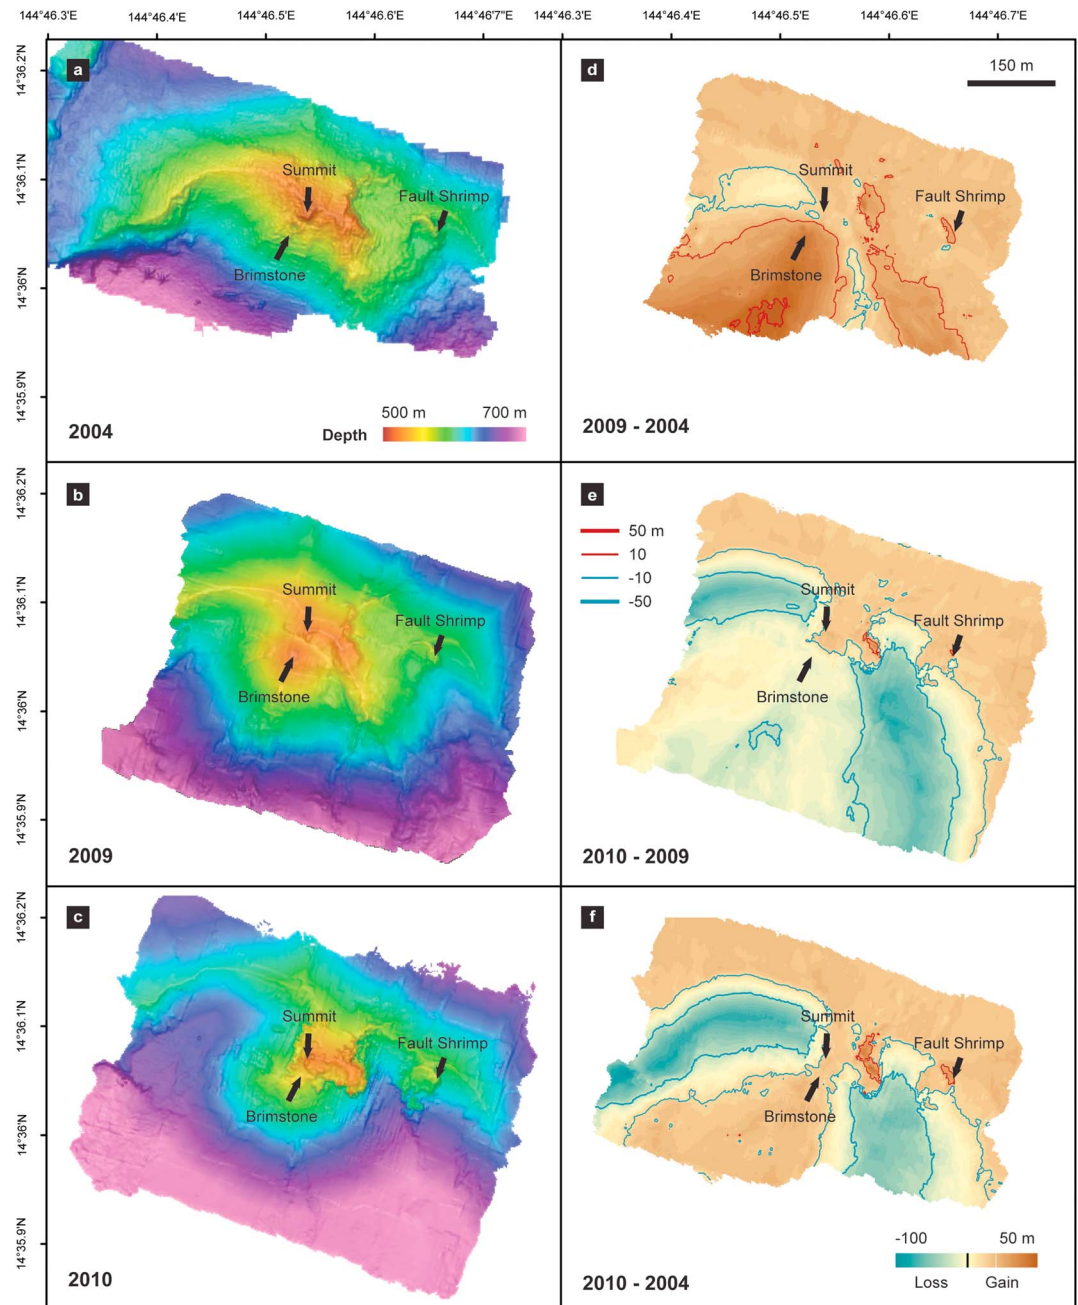 144°46.3'E 144°46.4'E 144°46.5'E 144°46.6'E 144°46.7'E 144°46.3'E 144°46.4'E 144°46.5'E 144°46.6'E 144°46.7'E
14°36.2'N
14°36.1'N
14°36'N
14°35.9'N
a
Summit
Fault Shrimp
Brimstone
500 m 700 m
Depth
2004
d
150 m
Summit
Fault Shrimp
Brimstone
2009 - 2004
14°36.2'N
14°36.1'N
14°36'N
14°35.9'N
b
Summit
Fault Shrimp
Brimstone
2009
e
50 m
10
-10
-50
Summit
Fault Shrimp
Brimstone
2010 - 2009
14°36.2'N
14°36.1'N
14°36'N
14°35.9'N
c
Summit
Fault Shrimp
Brimstone
2010
f
Summit
Fault Shrimp
Brimstone
-100 50 m
Loss Gain
2010 - 2004